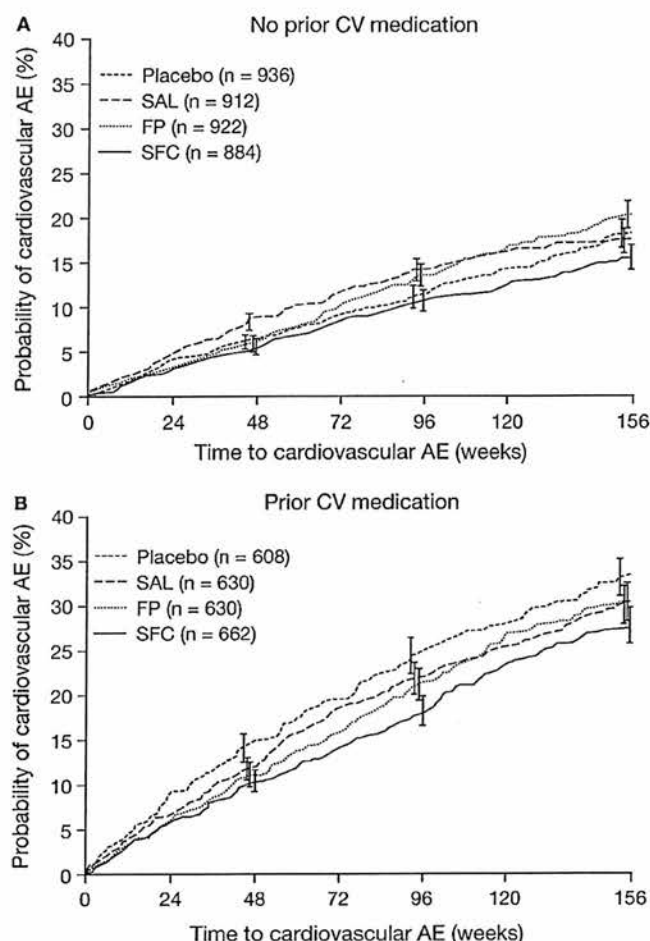 A
No prior CV medication
Probability of cardiovascular AE (%)
40
35
30
25
20
15
10
5
0
Placebo (n = 936)
SAL (n = 912)
FP (n = 922)
SFC (n = 884)
0 24 48 72 96 120 156
Time to cardiovascular AE (weeks)
B
Prior CV medication
Probability of cardiovascular AE (%)
40
35
30
25
20
15
10
5
0
Placebo (n = 608)
SAL (n = 630)
FP (n = 630)
SFC (n = 662)
0 24 48 72 96 120 156
Time to cardiovascular AE (weeks)